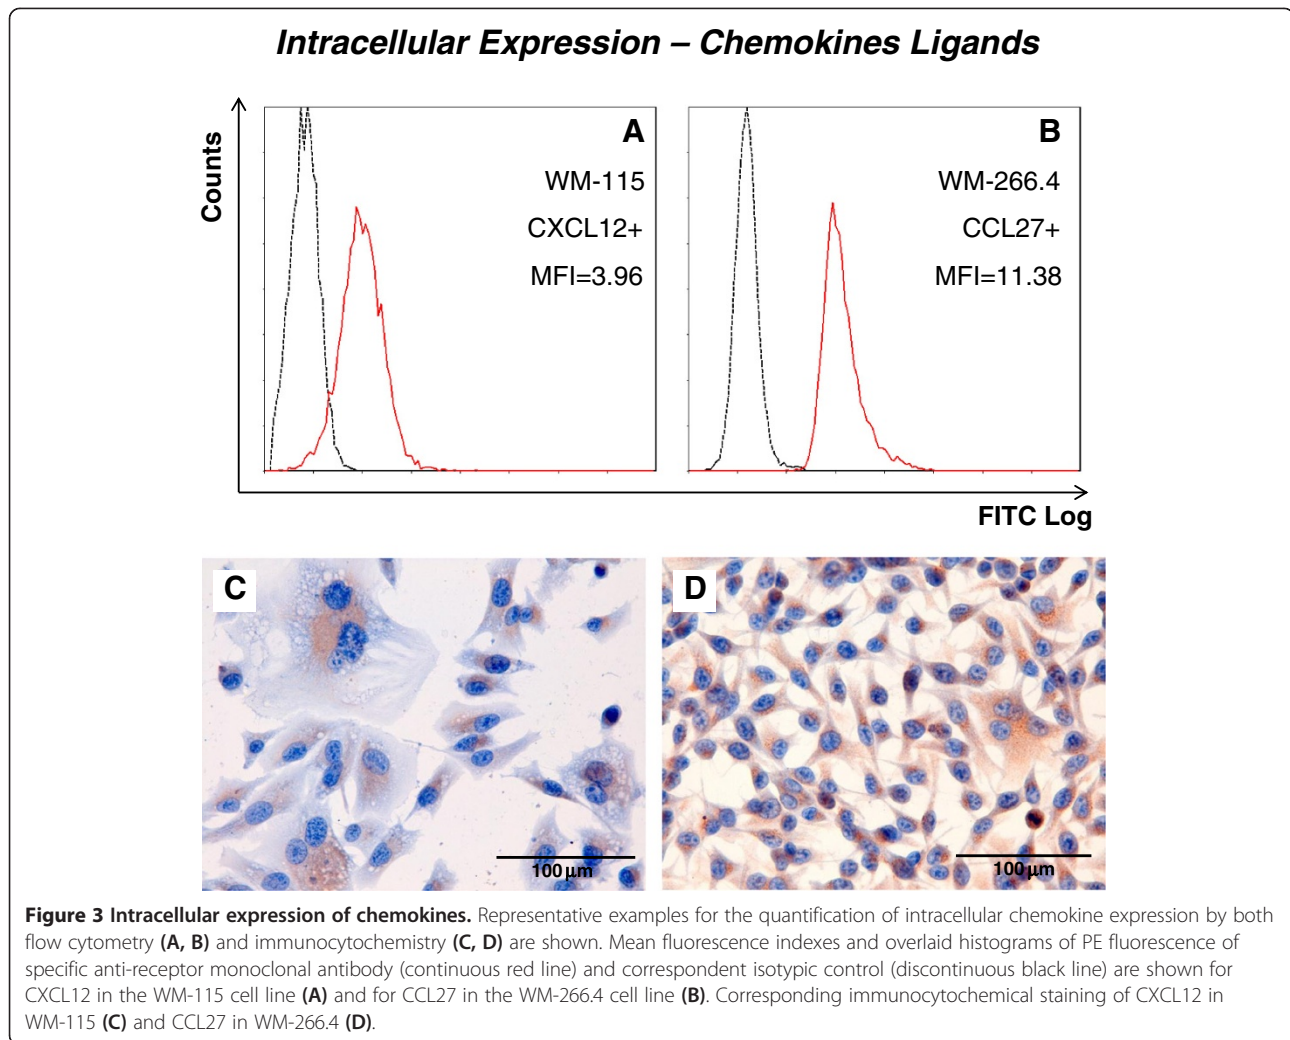 Intracellular Expression – Chemokines Ligands
Counts
A
WM-115
CXCL12+
MFI=3.96
B
WM-266.4
CCL27+
MFI=11.38
FITC Log
C
100 µm
D
100 µm
Figure 3 Intracellular expression of chemokines. Representative examples for the quantification of intracellular chemokine expression by both
flow cytometry (A, B) and immunocytochemistry (C, D) are shown. Mean fluorescence indexes and overlaid histograms of PE fluorescence of
specific anti-receptor monoclonal antibody (continuous red line) and correspondent isotypic control (discontinuous black line) are shown for
CXCL12 in the WM-115 cell line (A) and for CCL27 in the WM-266.4 cell line (B). Corresponding immunocytochemical staining of CXCL12 in
WM-115 (C) and CCL27 in WM-266.4 (D).